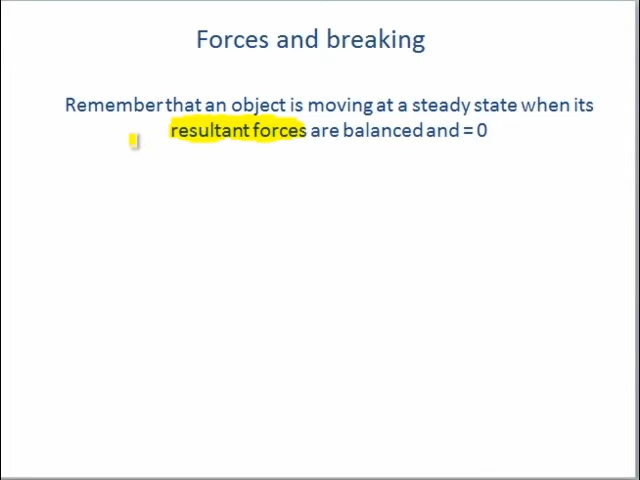 Forces and breaking
Remember that an object is moving at a steady state when its
resultant forces are balanced and = 0